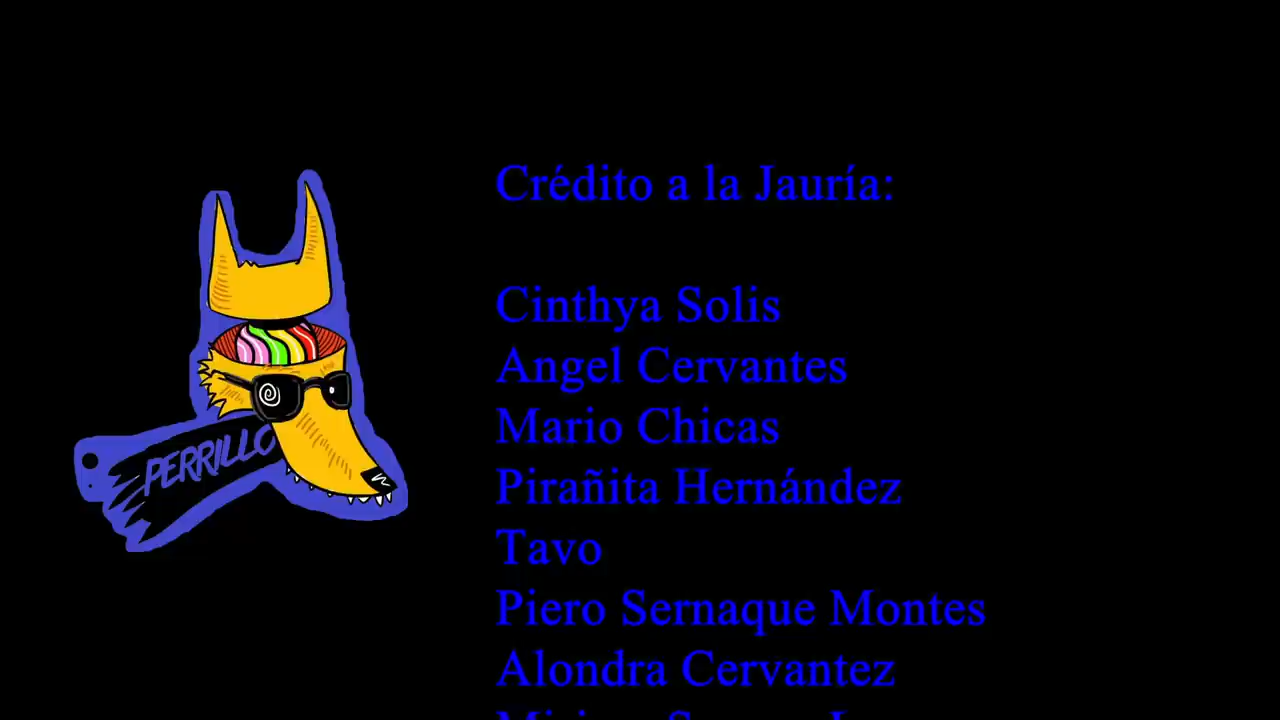 Crédito a la Jauría:
Cinthya Solis
Angel Cervantes
Mario Chicas
Pirañita Hernández
Tavo
Piero Sernaque Montes
Alondra Cervantez
PERRILLO